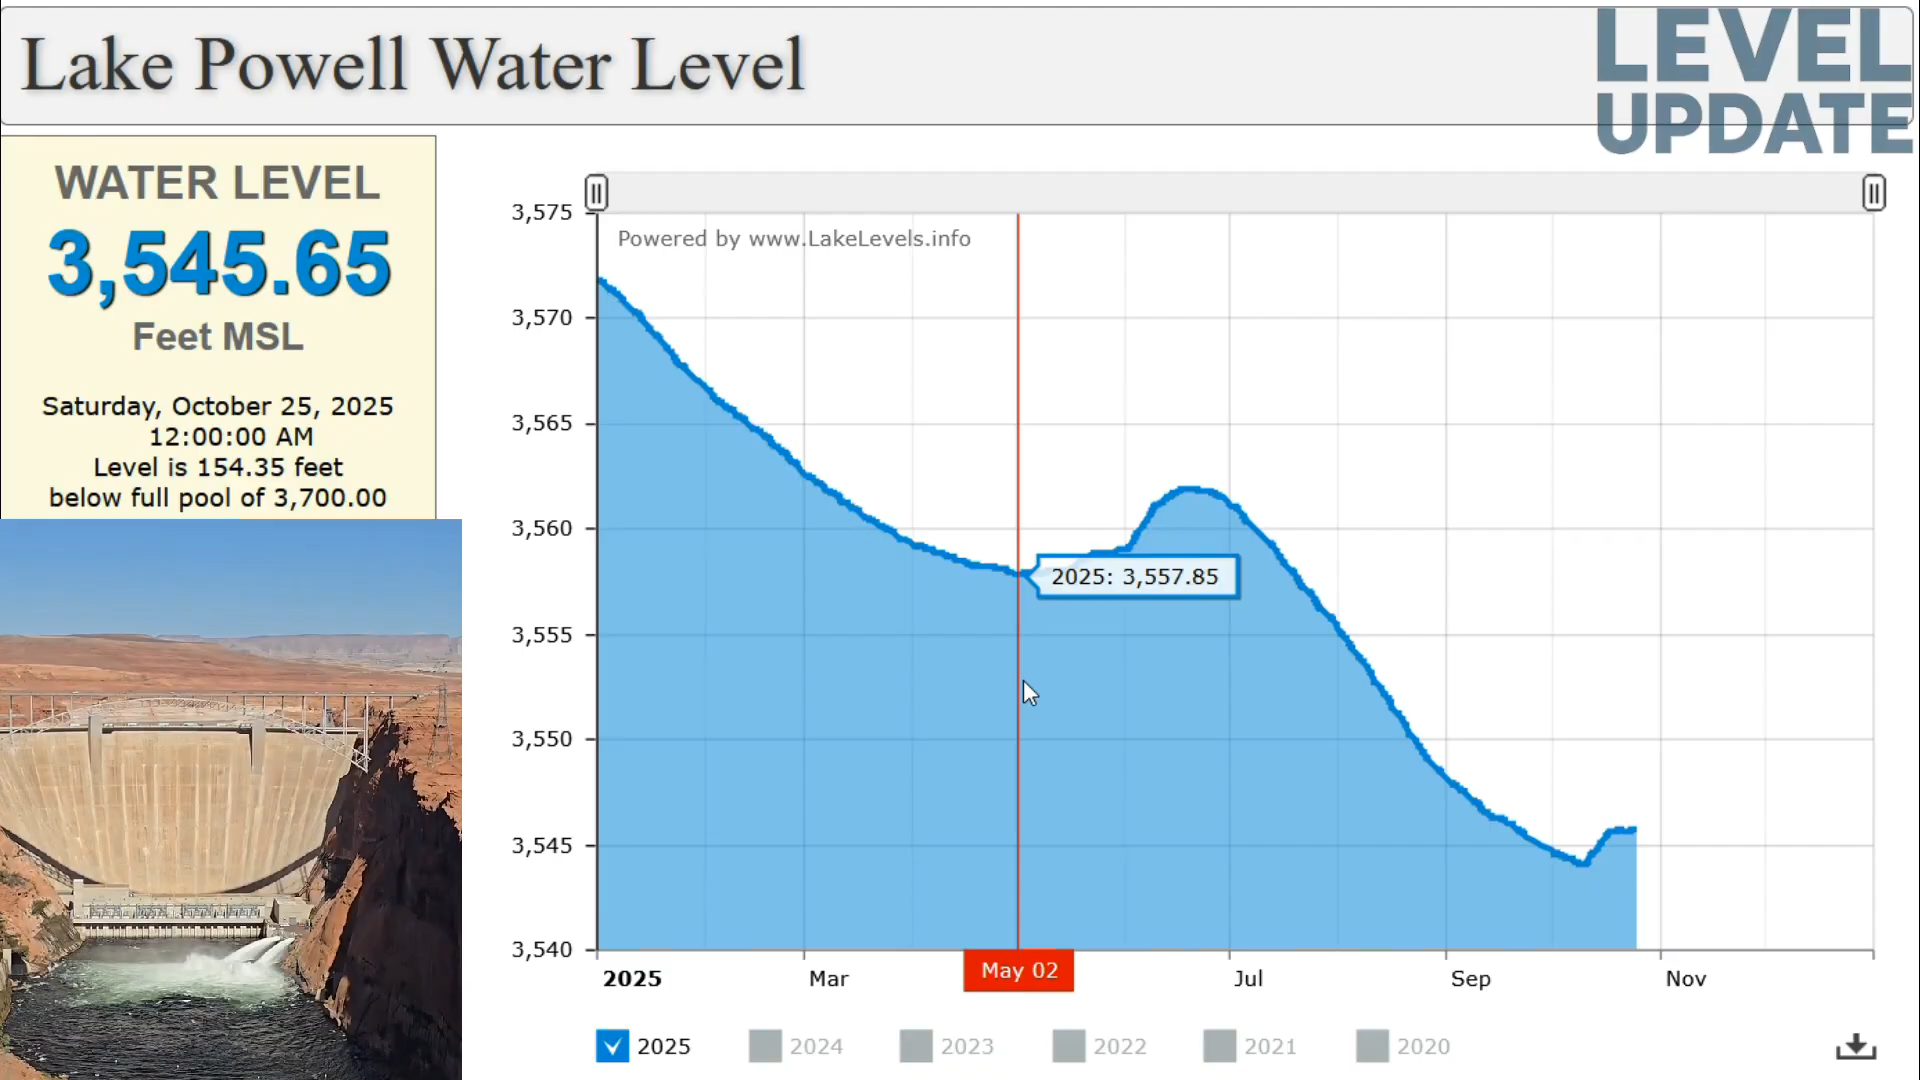 Lake Powell Water Level
LEVEL
UPDATE
WATER LEVEL
3,545.65
Feet MSL
Saturday, October 25, 2025
12:00:00 AM
Level is 154.35 feet
below full pool of 3,700.00
3,575
Powered by www.LakeLevels.info
3,570
3,565
3,560
2025: 3,557.85
3,555
3,550
3,545
3,540
2025
Mar
May 02
Jul
Sep
Nov
2025
2024
2023
2022
2021
2020